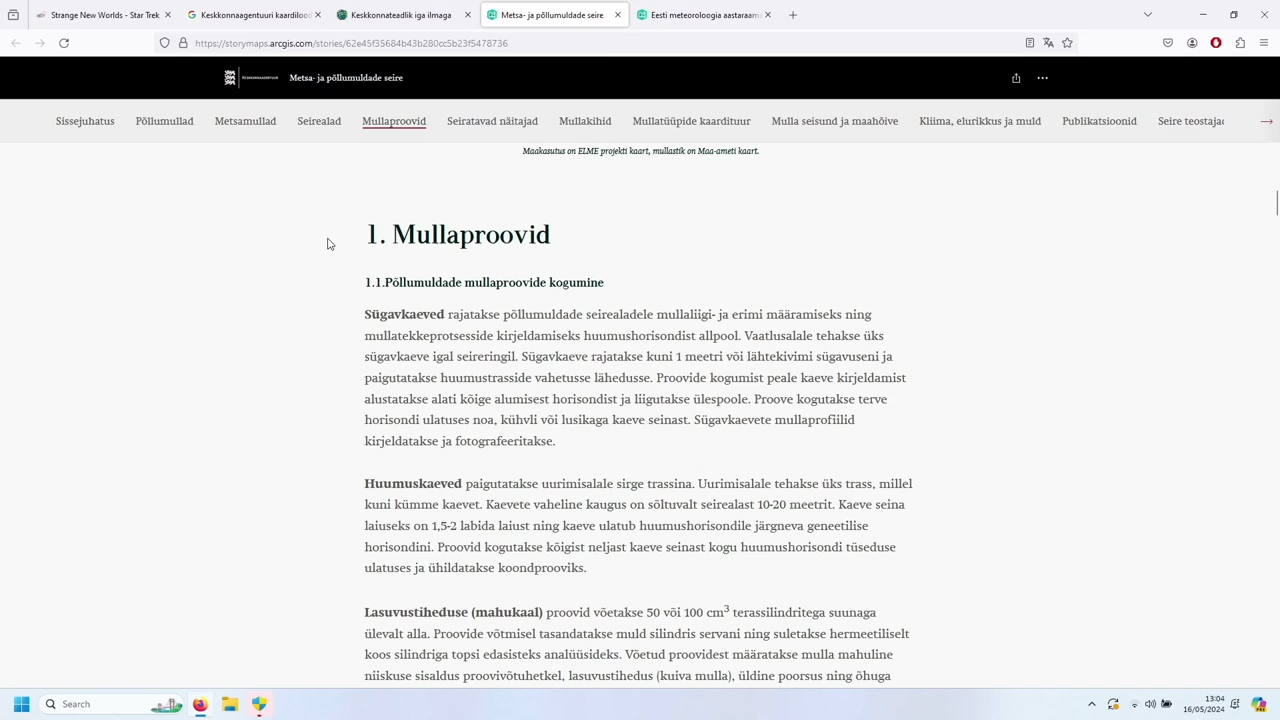 Strange New Worlds - Star Trek
Keskkonnaagentuuri kaardilood
Keskkonnateadlik iga ilmaga
Metsa- ja põllumuldade seire
Eesti meteoroloogia aastaraam
https://storymaps.arcgis.com/stories/62e45f35684b43b280cc5b23f5478736
KESKKONNAAGENTUUR
Metsa- ja põllumuldade seire
Sissejuhatus Põllumullad Metsamullad Seirealad Mullaproovid Seiratavad näitajad Mullakihid Mullatüüpide kaardituur Mulla seisund ja maahõive Kliima, elurikkus ja muld Publikatsioonid Seire teostajad
Maakasutus on ELME projekti kaart, mullastik on Maa-ameti kaart.
1. Mullaproovid
1.1.Põllumuldade mullaproovide kogumine
Sügavkaeved rajatakse põllumuldade seirealadele mullaliigi- ja erimi määramiseks ning
mullatekkeprotsesside kirjeldamiseks huumushorisondist allpool. Vaatlusalale tehakse üks
sügavkaeve igal seireringil. Sügavkaeve rajatakse kuni 1 meetri või lähtekivimi sügavuseni ja
paigutatakse huumustrasside vahetusse lähedusse. Proovide kogumist peale kaeve kirjeldamist
alustatakse alati kõige alumisest horisondist ja liigutakse ülespoole. Proove kogutakse terve
horisondi ulatuses noa, kühvli või lusikaga kaeve seinast. Sügavkaevete mullaprofiilid
kirjeldatakse ja fotografeeritakse.
Huumuskaeved paigutatakse uurimisalale sirge trassina. Uurimisalale tehakse üks trass, millel
kuni kümme kaevet. Kaevete vaheline kaugus on sõltuvalt seirealast 10-20 meetrit. Kaeve seina
laiuseks on 1,5-2 labida laiust ning kaeve ulatub huumushorisondile järgneva geneetilise
horisondini. Proovid kogutakse kõigist neljast kaeve seinast kogu huumushorisondi tüseduse
ulatuses ja ühildatakse koondprooviks.
Lasuvustiheduse (mahukaal) proovid võetakse 50 või 100 cm³ terassilindritega suunaga
ülevalt alla. Proovide võtmisel tasandatakse muld silindris servani ning suletakse hermeetiliselt
koos silindriga topsi edasisteks analüüsideks. Võetud proovidest määratakse mulla mahuline
niiskuse sisaldus proovivõtuhetkel, lasuvustihedus (kuiva mulla), üldine poorsus ning õhuga
Search
13:04
16/05/2024